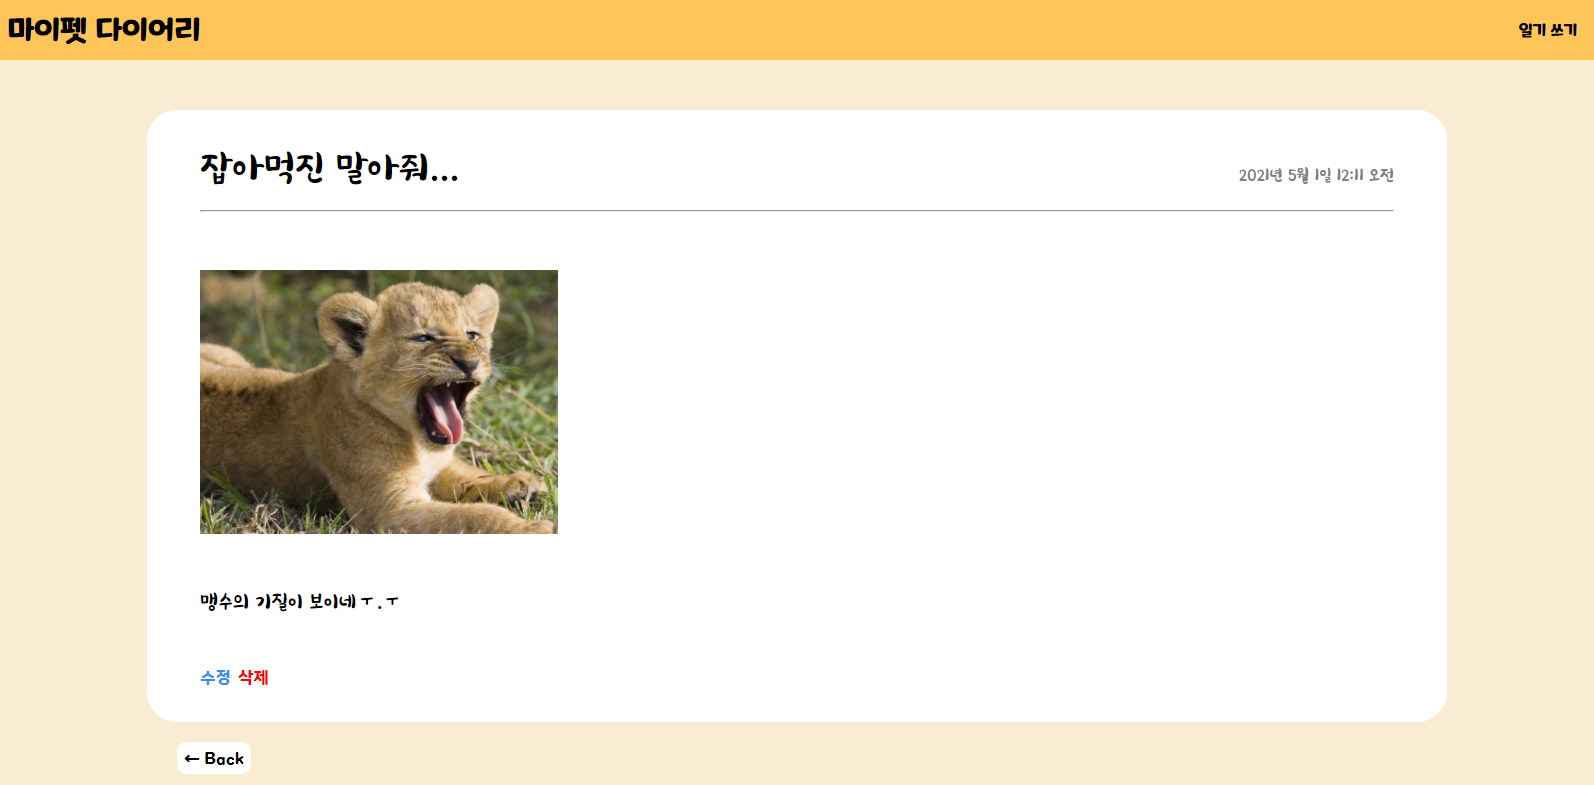 마이펫 다이어리
일기 쓰기
잡아먹진 말아줘...
2021년 5월 1일 12:11 오전
맹수의 기질이 보이네ㅜ.ㅜ
수정 삭제
← Back